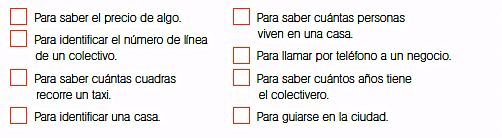 Para saber el precio de algo.
Para identificar el número de línea
de un colectivo.
Para saber cuántas cuadras
recorre un taxi.
Para identificar una casa.
Para saber cuántas personas
viven en una casa.
Para llamar por teléfono a un negocio.
Para saber cuántos años tiene
el colectivero.
Para guiarse en la ciudad.